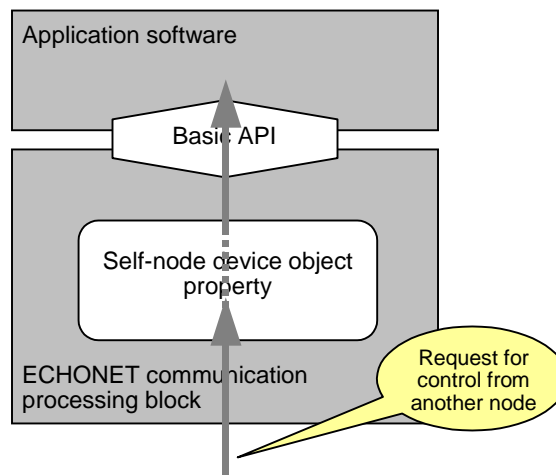 Application software
Basic API
Self-node device object
property
ECHONET communication
processing block
Request for
control from
another node